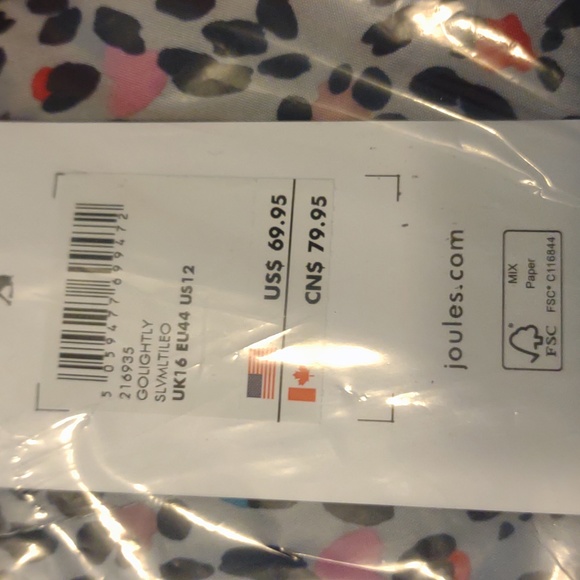 5 059477 699472
216935
GOLIGHTLY
SLVMLTILEO
UK16 EU44 US12
US$ 69.95
CN$ 79.95
joules.com
FSC
MIX
Paper
FSC® C116844